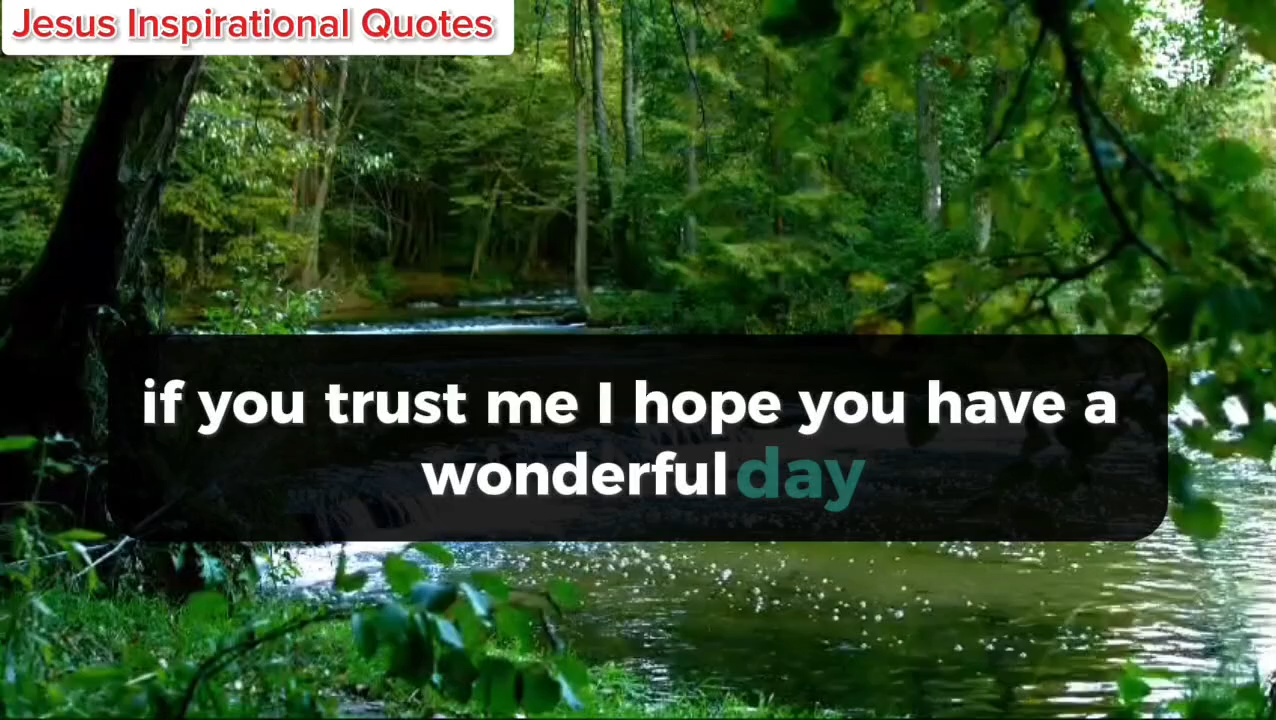 Jesus Inspirational Quotes
if you trust me I hope you have a
wonderful day